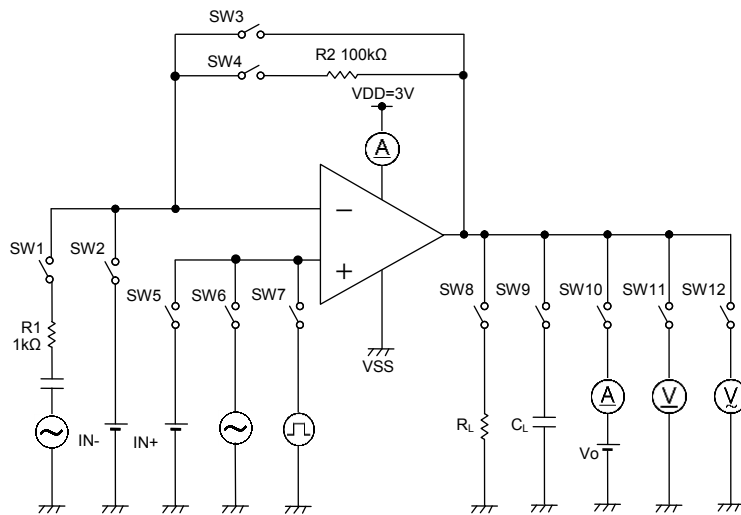 SW3
SW4
R2 100kΩ
VDD=3V
A
−
+
SW1
SW2
SW5
SW6
SW7
SW8
SW9
SW10
SW11
SW12
R1
1kΩ
VSS
A
V
V
~
RL
CL
IN-
IN+
Vo